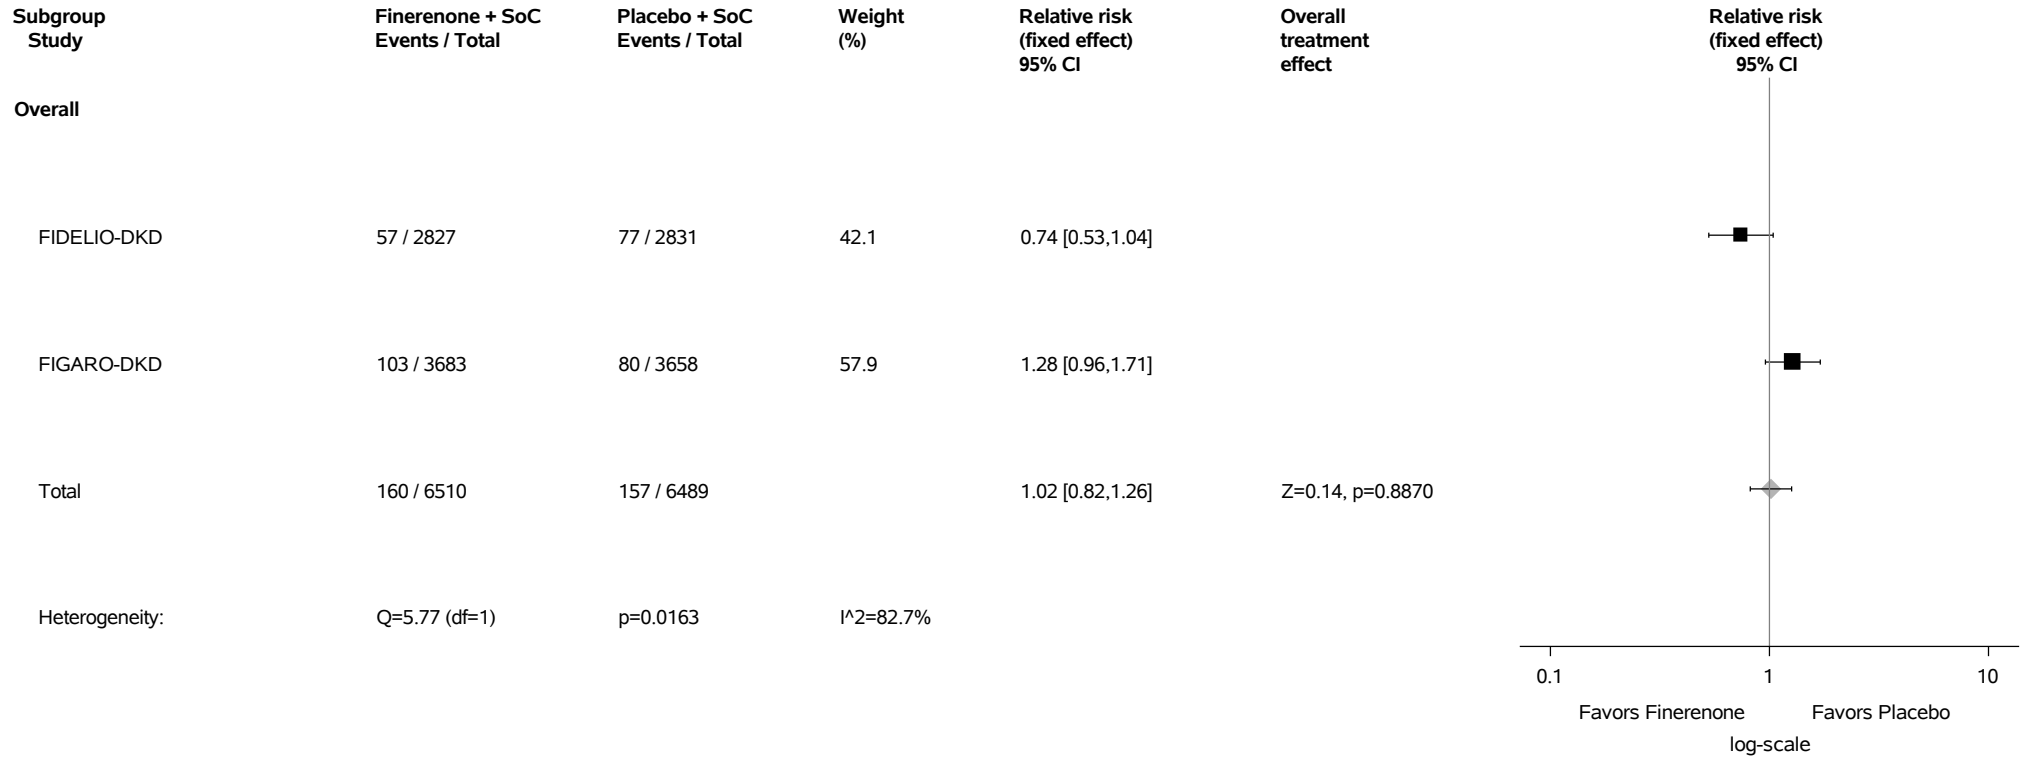 Subgroup Finerenone + SoC Placebo + SoC Weight Relative risk Overall Relative risk
Study Events / Total Events / Total (%) (fixed effect) treatment (fixed effect)
95% CI effect 95% CI
Overall
FIDELIO-DKD 57 / 2827 77 / 2831 42.1 0.74 [0.53,1.04]
FIGARO-DKD 103 / 3683 80 / 3658 57.9 1.28 [0.96,1.71]
Total 160 / 6510 157 / 6489 1.02 [0.82,1.26] Z=0.14, p=0.8870
Heterogeneity: Q=5.77 (df=1) p=0.0163 I^2=82.7%
0.1 1 10
Favors Finerenone Favors Placebo
log-scale